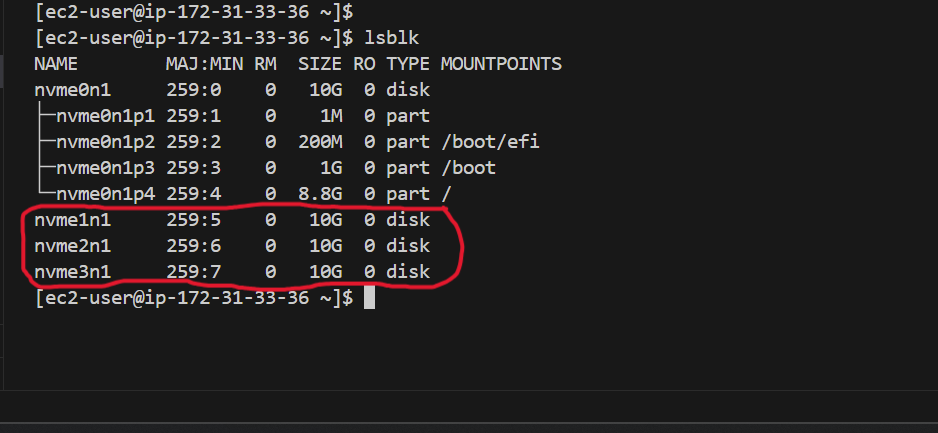 [ec2-user@ip-172-31-33-36 ~]$
[ec2-user@ip-172-31-33-36 ~]$ lsblk
NAME        MAJ:MIN RM  SIZE RO TYPE MOUNTPOINTS
nvme0n1     259:0    0   10G  0 disk
├─nvme0n1p1 259:1    0    1M  0 part
├─nvme0n1p2 259:2    0  200M  0 part /boot/efi
├─nvme0n1p3 259:3    0    1G  0 part /boot
└─nvme0n1p4 259:4    0  8.8G  0 part /
nvme1n1     259:5    0   10G  0 disk
nvme2n1     259:6    0   10G  0 disk
nvme3n1     259:7    0   10G  0 disk
[ec2-user@ip-172-31-33-36 ~]$